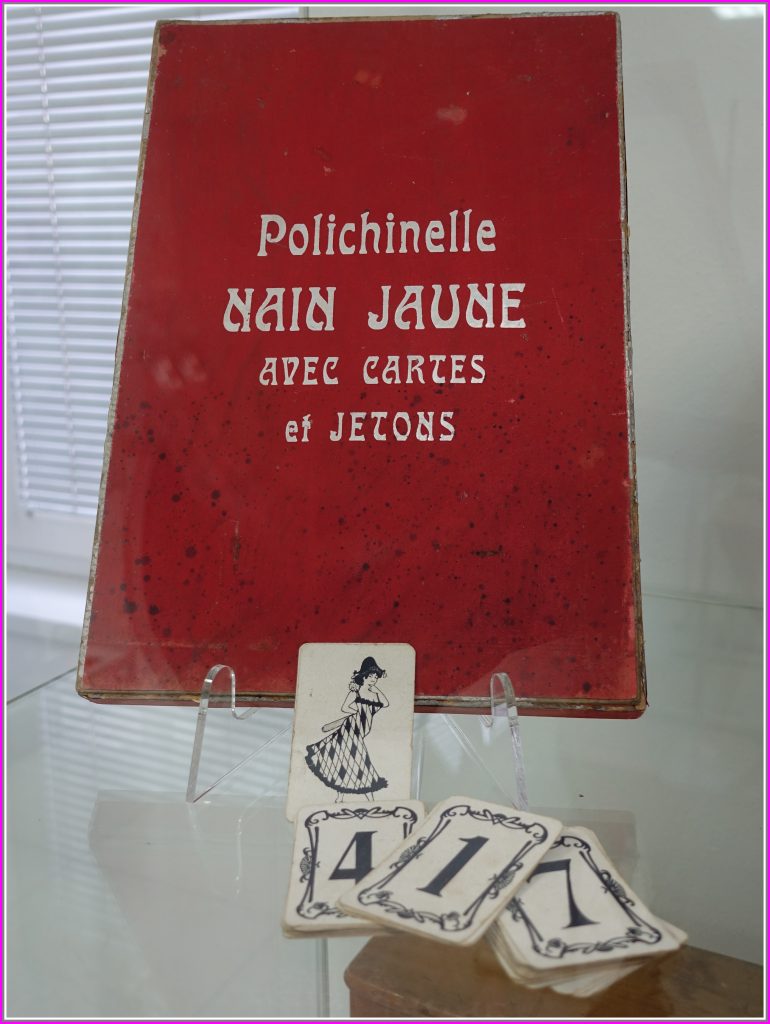 Polichinelle
NAIN JAUNE
AVEC CARTES
et JETONS
4 1 7